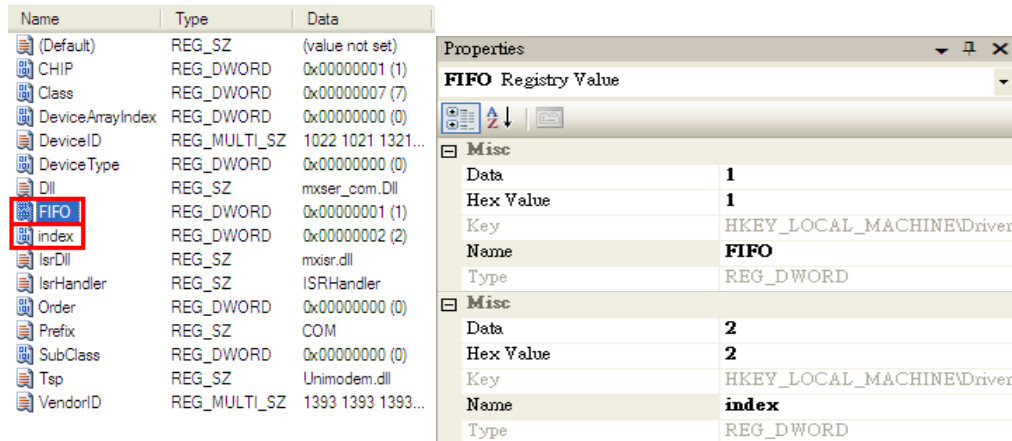 Name Type Data
(Default) REG_SZ (value not set)
CHIP REG_DWORD 0x00000001 (1)
Class REG_DWORD 0x00000007 (7)
DeviceArrayIndex REG_DWORD 0x00000000 (0)
DeviceID REG_MULTI_SZ 1022 1021 1321...
DeviceType REG_DWORD 0x00000000 (0)
Dll REG_SZ mxser_com.Dll
FIFO REG_DWORD 0x00000001 (1)
index REG_DWORD 0x00000002 (2)
IsrDll REG_SZ mxisr.dll
IsrHandler REG_SZ ISRHandler
Order REG_DWORD 0x00000000 (0)
Prefix REG_SZ COM
SubClass REG_DWORD 0x00000000 (0)
Tsp REG_SZ Unimodem.dll
VendorID REG_MULTI_SZ 1393 1393 1393...
Properties
FIFO Registry Value
Misc
Data 1
Hex Value 1
Key HKEY_LOCAL_MACHINE\Driver
Name FIFO
Type REG_DWORD
Misc
Data 2
Hex Value 2
Key HKEY_LOCAL_MACHINE\Driver
Name index
Type REG_DWORD